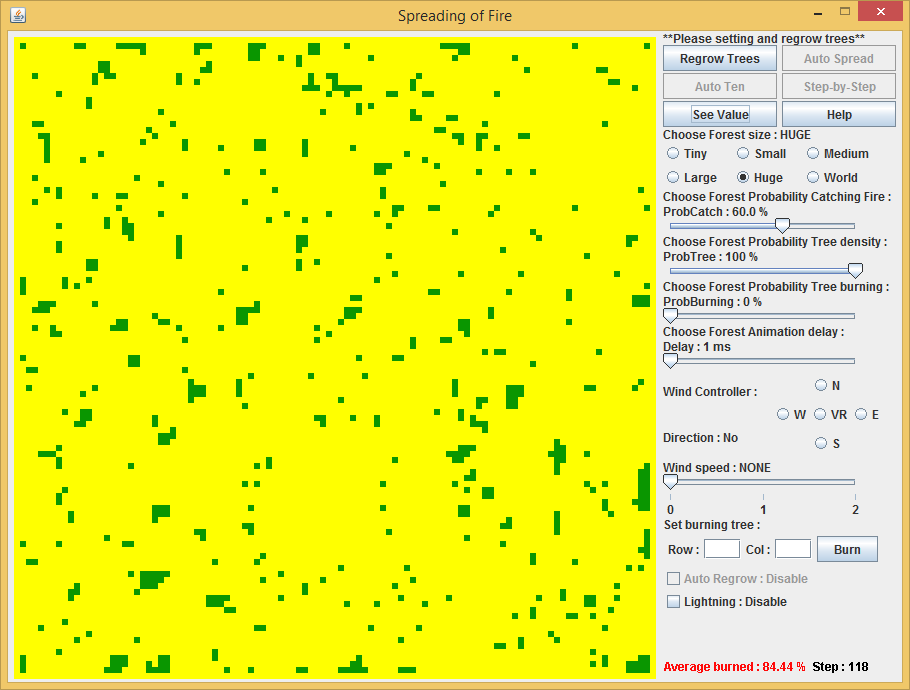 Spreading of Fire
**Please setting and regrow trees**
Regrow Trees Auto Spread
Auto Ten Step-by-Step
See Value Help
Choose Forest size : HUGE
Tiny Small Medium
Large Huge World
Choose Forest Probability Catching Fire :
ProbCatch : 60.0 %
Choose Forest Probability Tree density :
ProbTree : 100 %
Choose Forest Probability Tree burning :
ProbBurning : 0 %
Choose Forest Animation delay :
Delay : 1 ms
N
Wind Controller :
W VR E
Direction : No
S
Wind speed : NONE
0 1 2
Set burning tree :
Row : Col : Burn
Auto Regrow : Disable
Lightning : Disable
Average burned : 84.44 % Step : 118